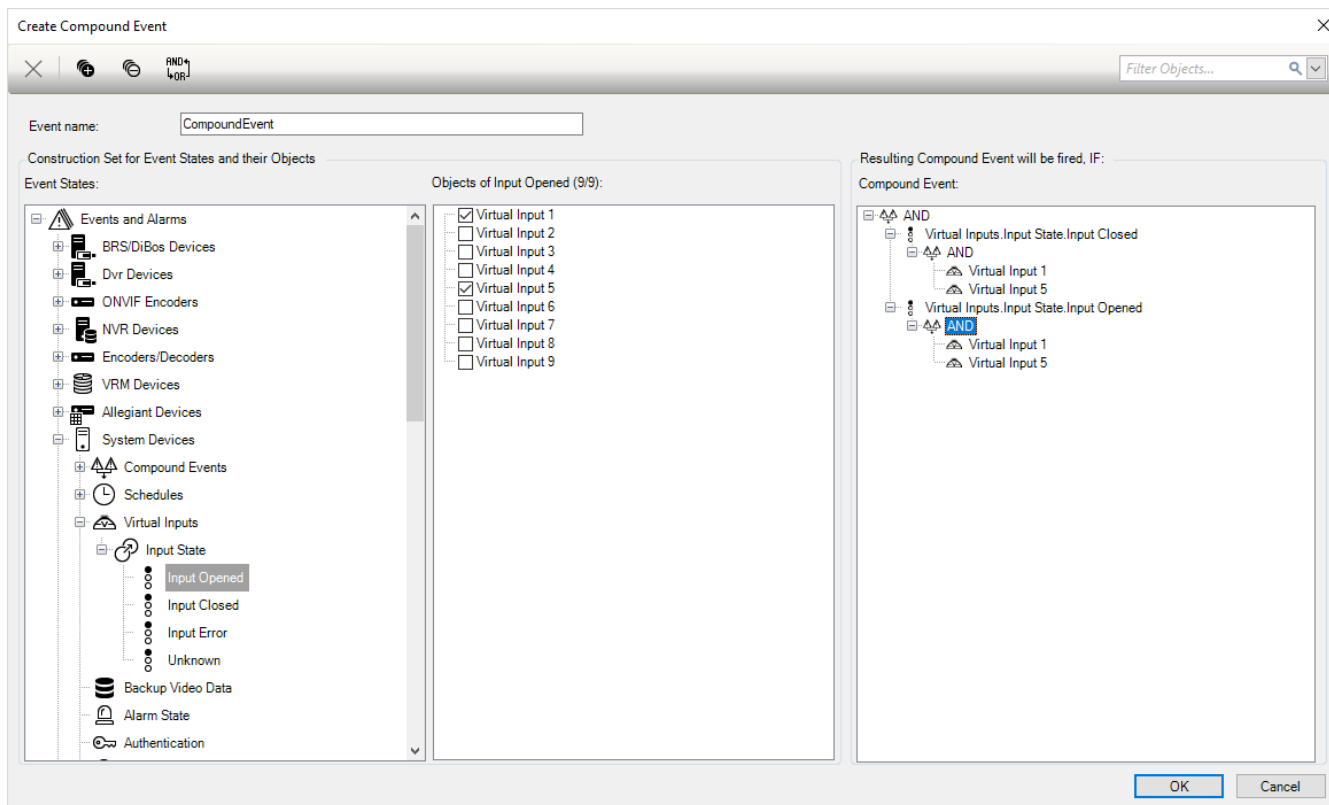 Create Compound Event
AND
OR
Filter Objects...
Event name:
CompoundEvent
Construction Set for Event States and their Objects
Event States:
Events and Alarms
BRS/DiBos Devices
Dvr Devices
ONVIF Encoders
NVR Devices
Encoders/Decoders
VRM Devices
Allegiant Devices
System Devices
Compound Events
Schedules
Virtual Inputs
Input State
Input Opened
Input Closed
Input Error
Unknown
Backup Video Data
Alarm State
Authentication
Objects of Input Opened (9/9):
Virtual Input 1
Virtual Input 2
Virtual Input 3
Virtual Input 4
Virtual Input 5
Virtual Input 6
Virtual Input 7
Virtual Input 8
Virtual Input 9
Resulting Compound Event will be fired, IF:
Compound Event:
AND
Virtual Inputs.Input State.Input Closed
AND
Virtual Input 1
Virtual Input 5
Virtual Inputs.Input State.Input Opened
AND
Virtual Input 1
Virtual Input 5
OK
Cancel